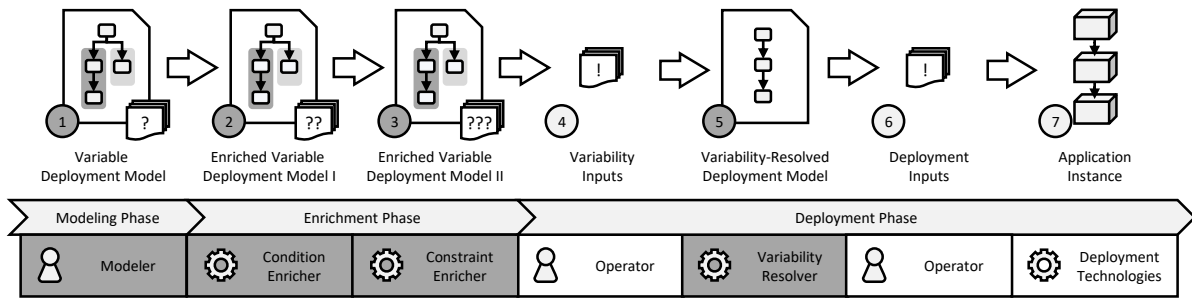 ?
??
???
!
!
1
2
3
4
5
6
7
Variable
Deployment Model
Enriched Variable
Deployment Model I
Enriched Variable
Deployment Model II
Variability
Inputs
Variability-Resolved
Deployment Model
Deployment
Inputs
Application
Instance
Modeling Phase
Enrichment Phase
Deployment Phase
Modeler
Condition
Enricher
Constraint
Enricher
Operator
Variability
Resolver
Operator
Deployment
Technologies